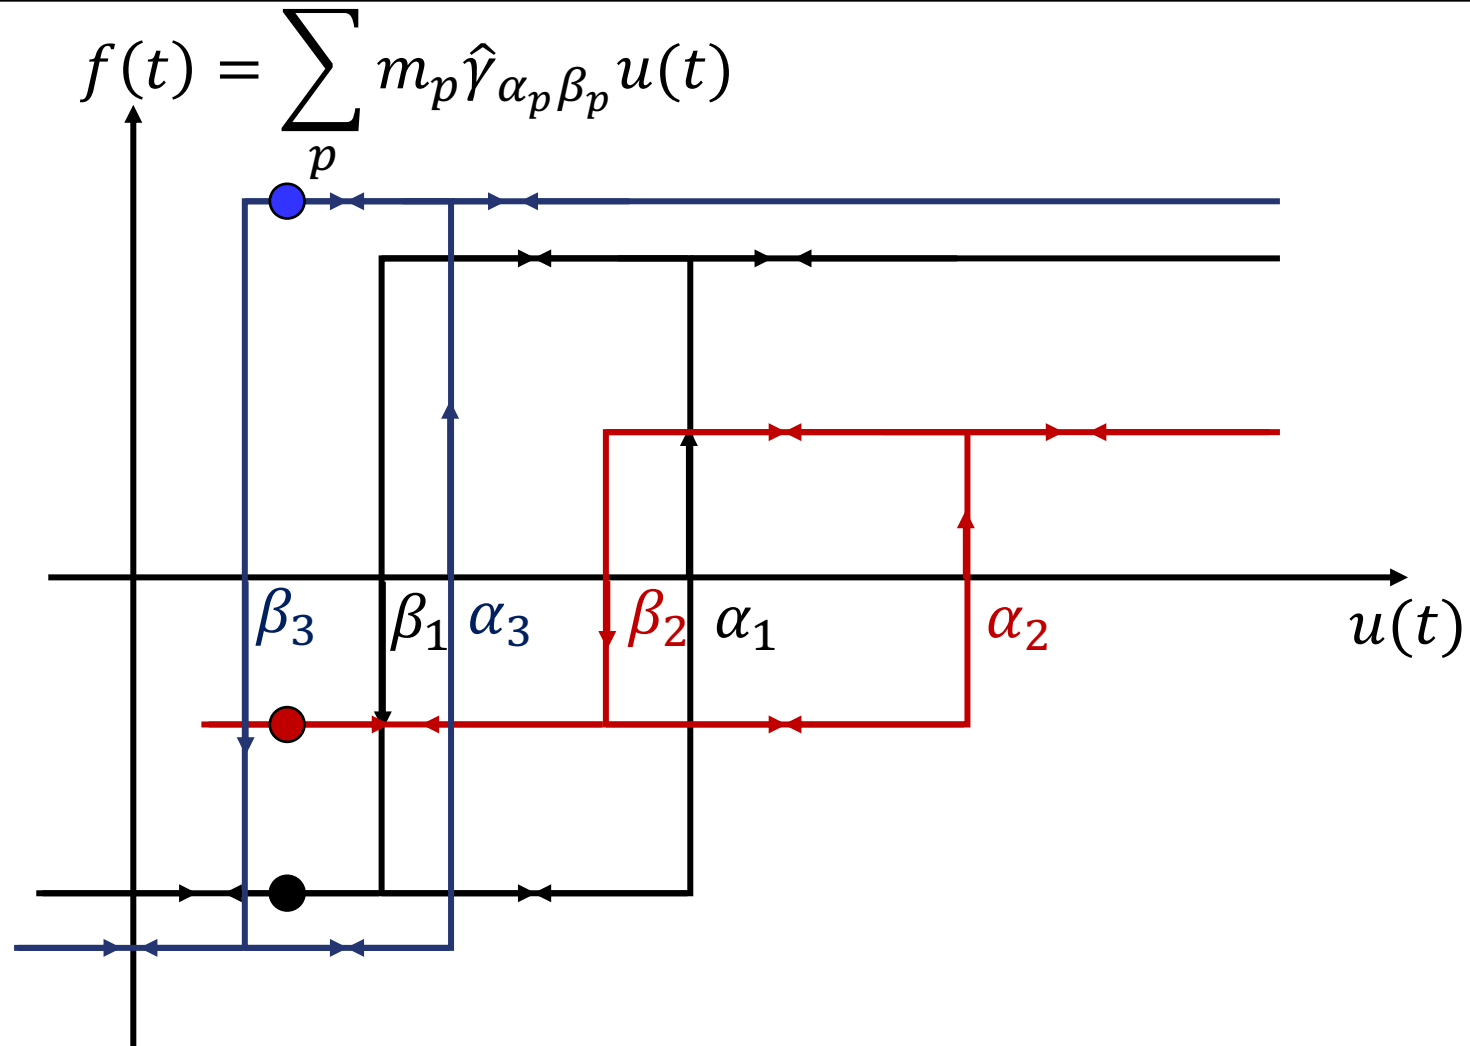 f(t) = ∑ m_p γ̂_{α_p β_p} u(t)
p
β₃ β₁ α₃ β₂ α₁ α₂ u(t)